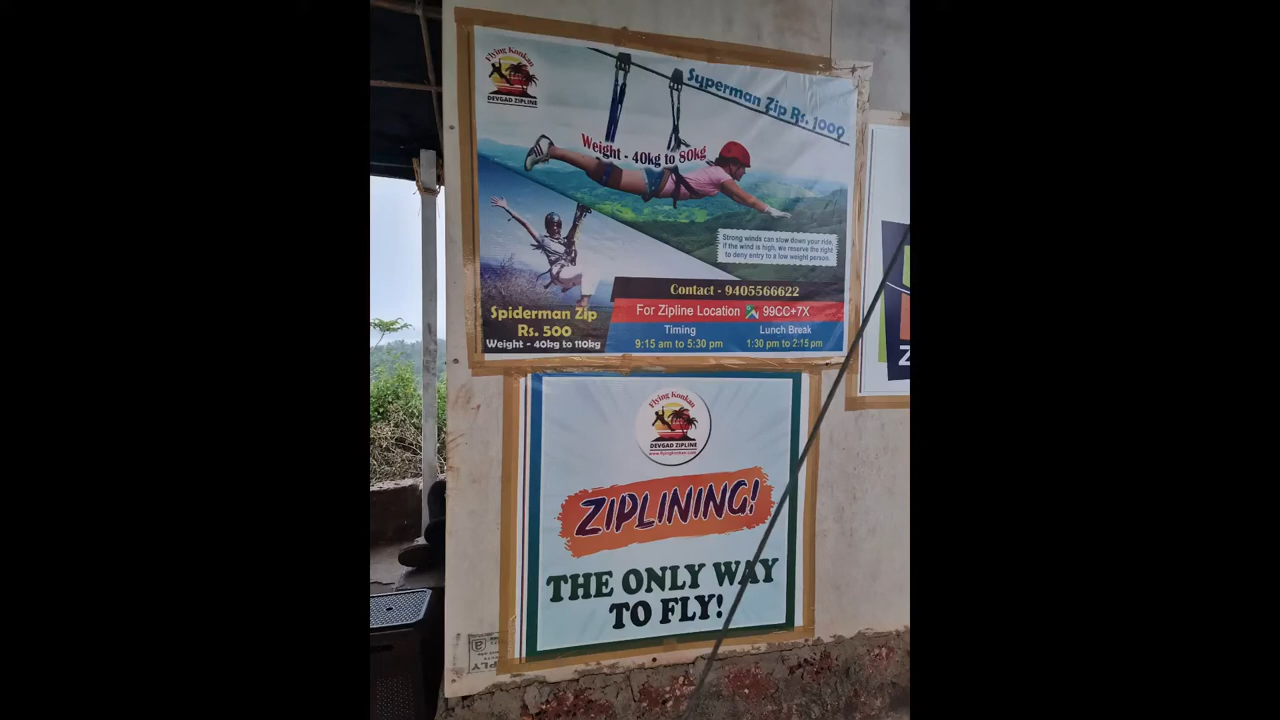 Flying Konkan
DEVGAD ZIPLINE
Superman Zip Rs. 1000
Weight - 40kg to 80kg
Strong winds can slow down your ride,
if the wind is high, we reserve the right
to deny entry to a low weight person.
Contact - 9405566622
For Zipline Location 99CC+7X
Timing
9:15 am to 5:30 pm
Lunch Break
1:30 pm to 2:15 pm
Spiderman Zip
Rs. 500
Weight - 40kg to 110kg
Flying Konkan
DEVGAD ZIPLINE
www.flyingkonkan.com
ZIPLINING!
THE ONLY WAY
TO FLY!
Z
PLY